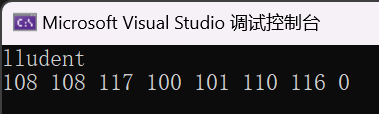 C:\ Microsoft Visual Studio 调试控制台
lludent
108 108 117 100 101 110 116 0